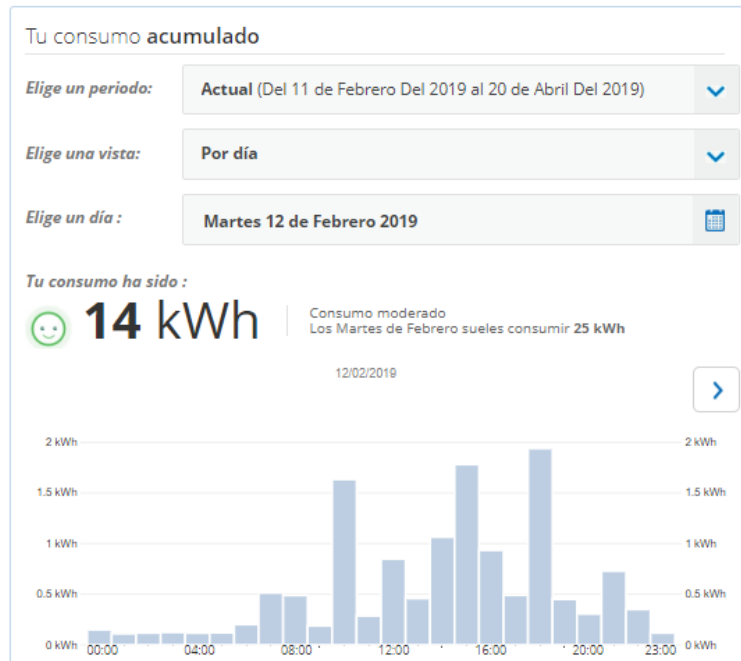 Tu consumo acumulado
Elige un periodo: Actual (Del 11 de Febrero Del 2019 al 20 de Abril Del 2019)
Elige una vista: Por día
Elige un día : Martes 12 de Febrero 2019
Tu consumo ha sido :
14 kWh
Consumo moderado
Los Martes de Febrero sueles consumir 25 kWh
12/02/2019
2 kWh 2 kWh
1.5 kWh 1.5 kWh
1 kWh 1 kWh
0.5 kWh 0.5 kWh
0 kWh 0 kWh
00:00 04:00 08:00 12:00 16:00 20:00 23:00